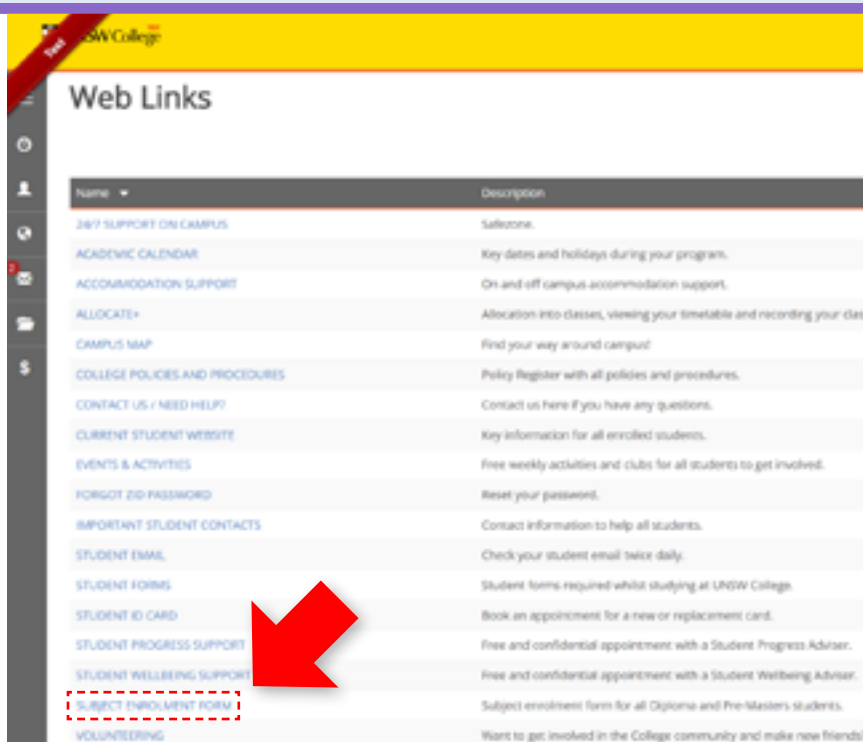 UNSW College
Test
Web Links
Name Description
24/7 SUPPORT ON CAMPUS Safezone.
ACADEMIC CALENDAR Key dates and holidays during your program.
ACCOMMODATION SUPPORT On and off campus accommodation support.
ALLOCATE+ Allocation into classes, viewing your timetable and recording your clas
CAMPUS MAP Find your way around campus!
COLLEGE POLICIES AND PROCEDURES Policy Register with all policies and procedures.
CONTACT US / NEED HELP? Contact us here if you have any questions.
CURRENT STUDENT WEBSITE Key information for all enrolled students.
EVENTS & ACTIVITIES Free weekly activities and clubs for all students to get involved.
FORGOT ZID PASSWORD Reset your password.
IMPORTANT STUDENT CONTACTS Contact information to help all students.
STUDENT EMAIL Check your student email twice daily.
STUDENT FORMS Student forms required whilst studying at UNSW College.
STUDENT ID CARD Book an appointment for a new or replacement card.
STUDENT PROGRESS SUPPORT Free and confidential appointment with a Student Progress Adviser.
STUDENT WELLBEING SUPPORT Free and confidential appointment with a Student Wellbeing Adviser.
SUBJECT ENROLMENT FORM Subject enrolment form for all Diploma and Pre-Masters students.
VOLUNTEERING Want to get involved in the College community and make new friends